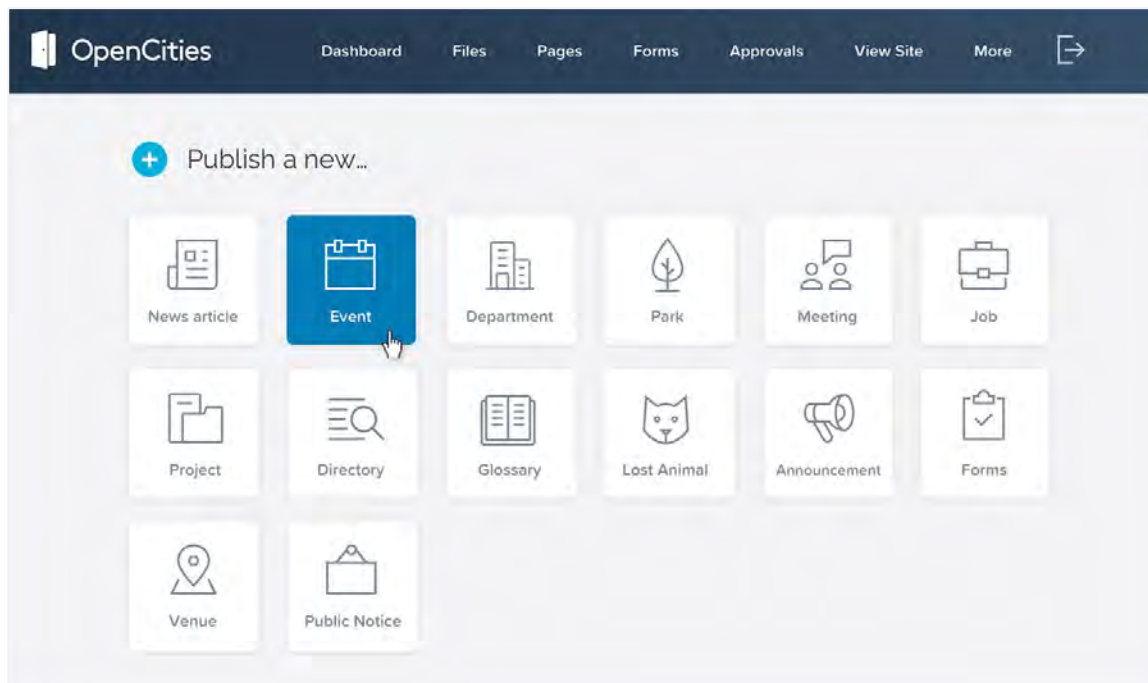 OpenCities Dashboard Files Pages Forms Approvals View Site More
Publish a new...
News article Event Department Park Meeting Job
Project Directory Glossary Lost Animal Announcement Forms
Venue Public Notice